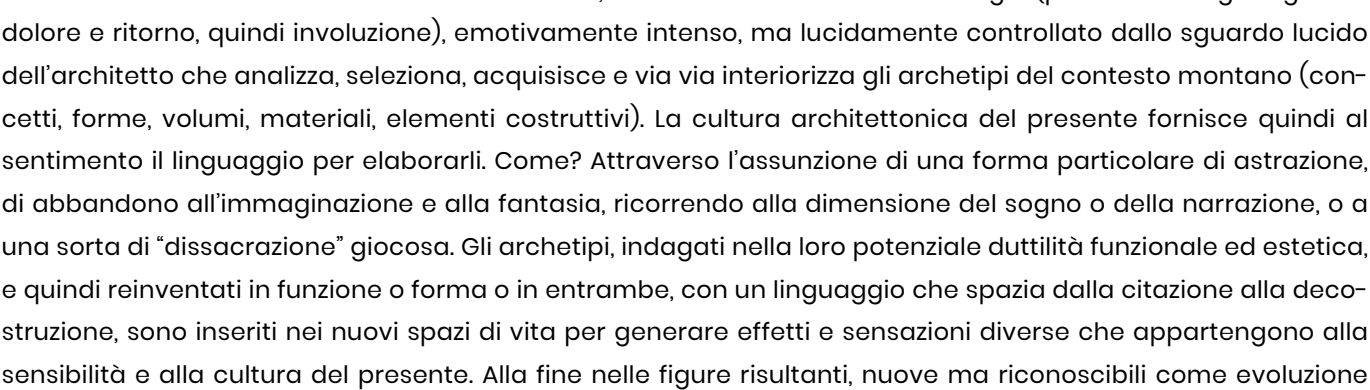 dolore e ritorno, quindi involuzione), emotivamente intenso, ma lucidamente controllato dallo sguardo lucido
dell’architetto che analizza, seleziona, acquisisce e via via interiorizza gli archetipi del contesto montano (con-
cetti, forme, volumi, materiali, elementi costruttivi). La cultura architettonica del presente fornisce quindi al
sentimento il linguaggio per elaborarli. Come? Attraverso l’assunzione di una forma particolare di astrazione,
di abbandono all’immaginazione e alla fantasia, ricorrendo alla dimensione del sogno o della narrazione, o a
una sorta di “dissacrazione” giocosa. Gli archetipi, indagati nella loro potenziale duttilità funzionale ed estetica,
e quindi reinventati in funzione o forma o in entrambe, con un linguaggio che spazia dalla citazione alla deco-
struzione, sono inseriti nei nuovi spazi di vita per generare effetti e sensazioni diverse che appartengono alla
sensibilità e alla cultura del presente. Alla fine nelle figure risultanti, nuove ma riconoscibili come evoluzione